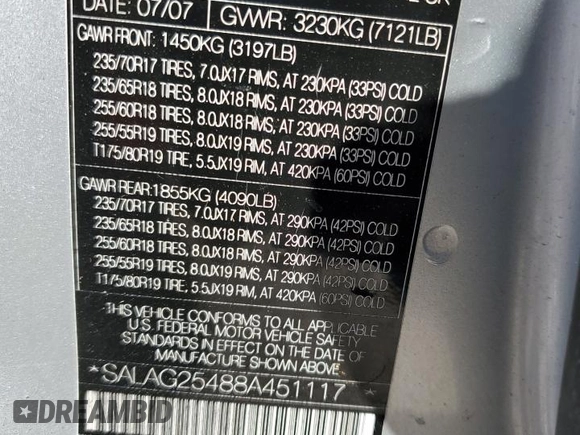 DATE: 07/07 GVWR: 3230KG (7121LB)
GAWR FRONT: 1450KG (3197LB)
235/70R17 TIRES, 7.0JX17 RIMS, AT 230KPA (33PSI) COLD
235/65R18 TIRES, 8.0JX18 RIMS, AT 230KPA (33PSI) COLD
255/60R18 TIRES, 8.0JX18 RIMS, AT 230KPA (33PSI) COLD
255/55R19 TIRES, 8.0JX19 RIMS, AT 230KPA (33PSI) COLD
T175/80R19 TIRE, 5.5JX19 RIM, AT 420KPA (60PSI) COLD
GAWR REAR: 1855KG (4090LB)
235/70R17 TIRES, 7.0JX17 RIMS, AT 290KPA (42PSI) COLD
235/65R18 TIRES, 8.0JX18 RIMS, AT 290KPA (42PSI) COLD
255/60R18 TIRES, 8.0JX18 RIMS, AT 290KPA (42PSI) COLD
255/55R19 TIRES, 8.0JX19 RIMS, AT 290KPA (42PSI) COLD
T175/80R19 TIRE, 5.5JX19 RIM, AT 420KPA (60PSI) COLD
THIS VEHICLE CONFORMS TO ALL APPLICABLE
U.S. FEDERAL MOTOR VEHICLE SAFETY
STANDARDS IN EFFECT ON THE DATE OF
MANUFACTURE SHOWN ABOVE.
*SALAG25488A451117*
DREAMBID